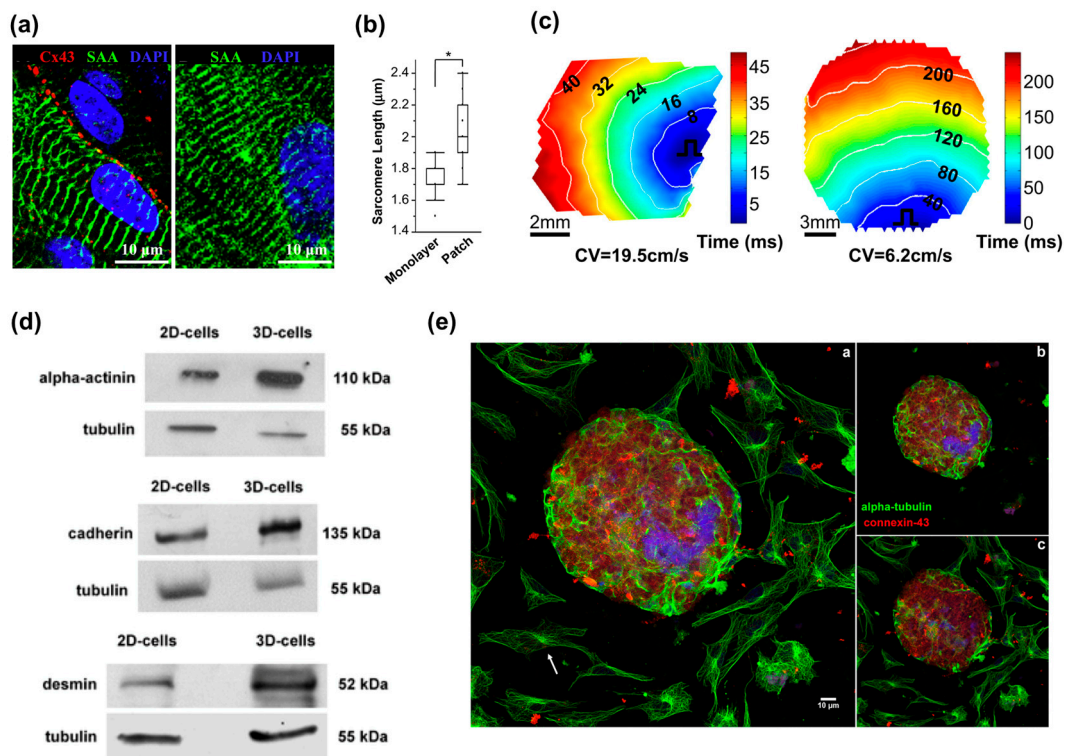 (a)
Cx43 SAA DAPI
SAA DAPI
10 µm
10 µm
(b)
*
Sarcomere Length (µm)
2.4
2.2
2
1.8
1.6
1.4
Monolayer
Patch
(c)
40
32
24
16
8
45
35
25
15
5
2mm
Time (ms)
CV=19.5cm/s
200
160
120
80
40
200
150
100
50
0
3mm
Time (ms)
CV=6.2cm/s
(d)
2D-cells 3D-cells
alpha-actinin 110 kDa
tubulin 55 kDa
2D-cells 3D-cells
cadherin 135 kDa
tubulin 55 kDa
2D-cells 3D-cells
desmin 52 kDa
tubulin 55 kDa
(e)
a
10 µm
b
alpha-tubulin
connexin-43
c